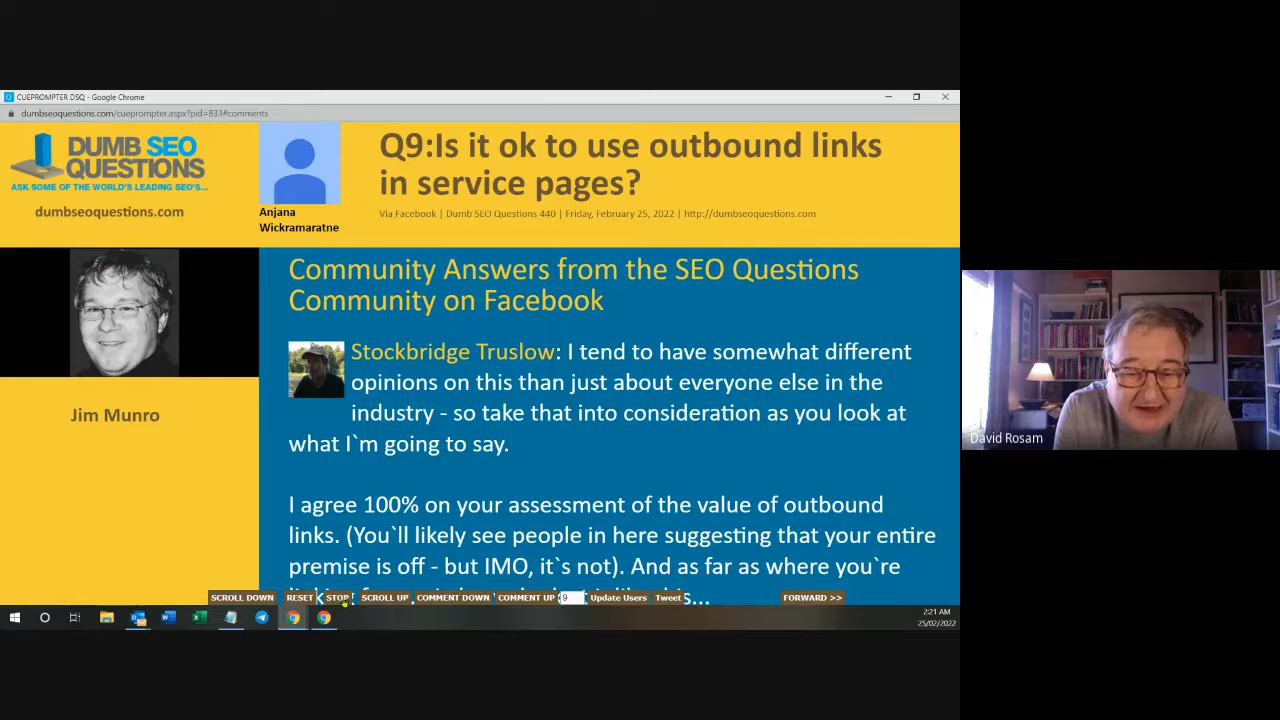 CUEPROMPTER DSQ - Google Chrome
dumbseoquestions.com/cueprompter.aspx?pid=833#comments
DUMB SEO
QUESTIONS
ASK SOME OF THE WORLD'S LEADING SEO'S...
dumbseoquestions.com
Anjana
Wickramaratne
Q9:Is it ok to use outbound links
in service pages?
Via Facebook | Dumb SEO Questions 440 | Friday, February 25, 2022 | http://dumbseoquestions.com
Jim Munro
Community Answers from the SEO Questions
Community on Facebook
Stockbridge Truslow: I tend to have somewhat different
opinions on this than just about everyone else in the
industry - so take that into consideration as you look at
what I`m going to say.
I agree 100% on your assessment of the value of outbound
links. (You`ll likely see people in here suggesting that your entire
premise is off - but IMO, it`s not). And as far as where you`re
SCROLL DOWN RESET STOP SCROLL UP COMMENT DOWN COMMENT UP 9 Update Users Tweet FORWARD >>
2:21 AM
25/02/2022
David Rosam